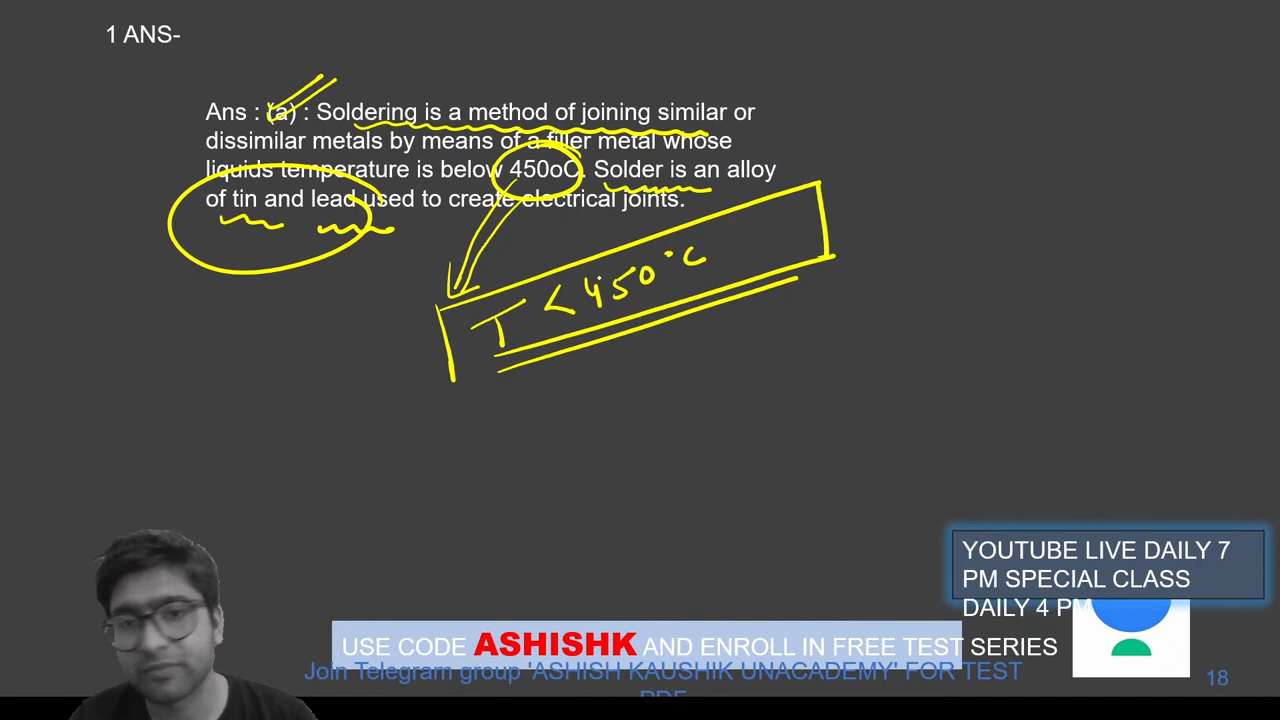 1 ANS-
Ans : (a) : Soldering is a method of joining similar or
dissimilar metals by means of a filler metal whose
liquids temperature is below 450oC. Solder is an alloy
of tin and lead used to create electrical joints.
T < 450°C
YOUTUBE LIVE DAILY 7
PM SPECIAL CLASS
DAILY 4 PM
USE CODE ASHISHK AND ENROLL IN FREE TEST SERIES
Join Telegram group 'ASHISH KAUSHIK UNACADEMY' FOR TEST
PDF
18